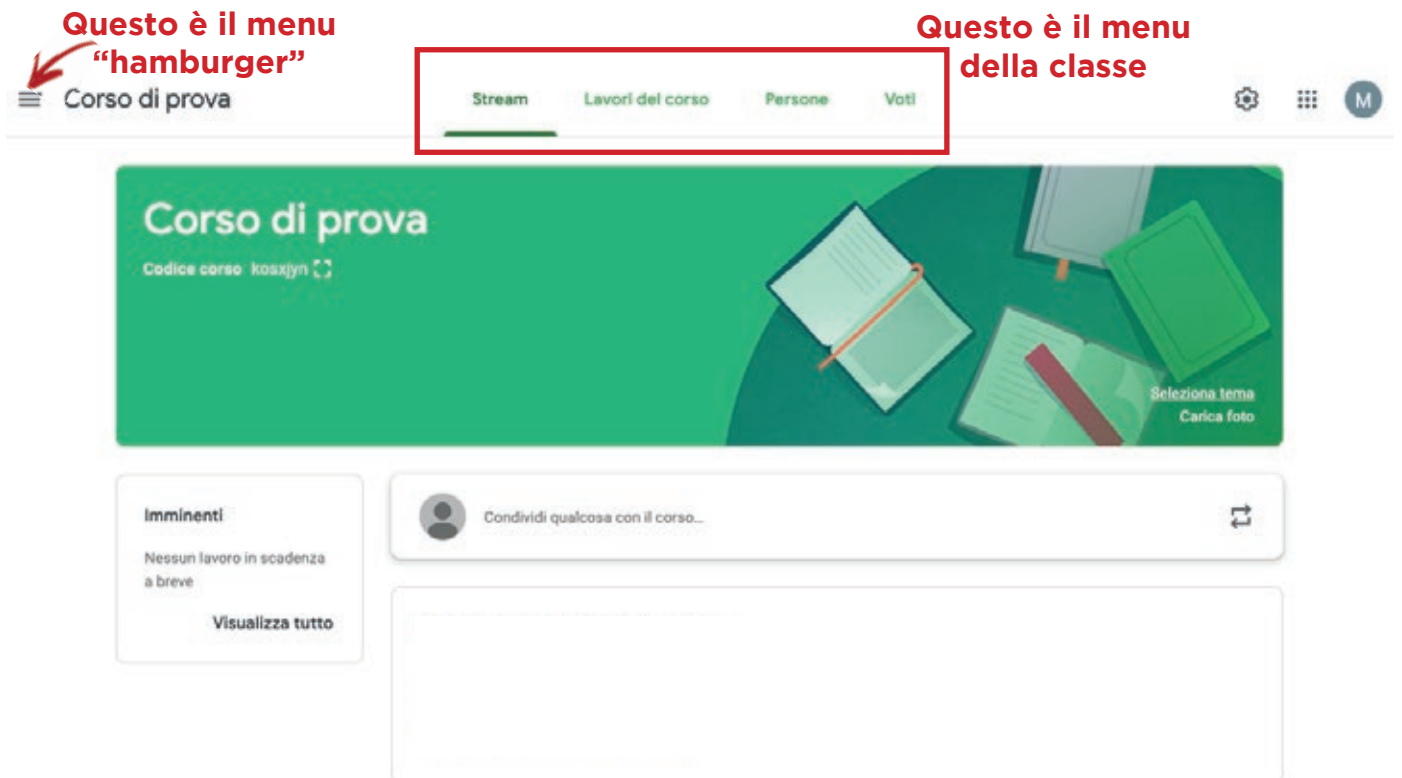 Questo è il menu
“hamburger”
Questo è il menu
della classe
Corso di prova
Stream
Lavori del corso
Persone
Voti
M
Corso di prova
Codice corso kosxjyn
Seleziona tema
Carica foto
Imminenti
Nessun lavoro in scadenza
a breve
Visualizza tutto
Condividi qualcosa con il corso...